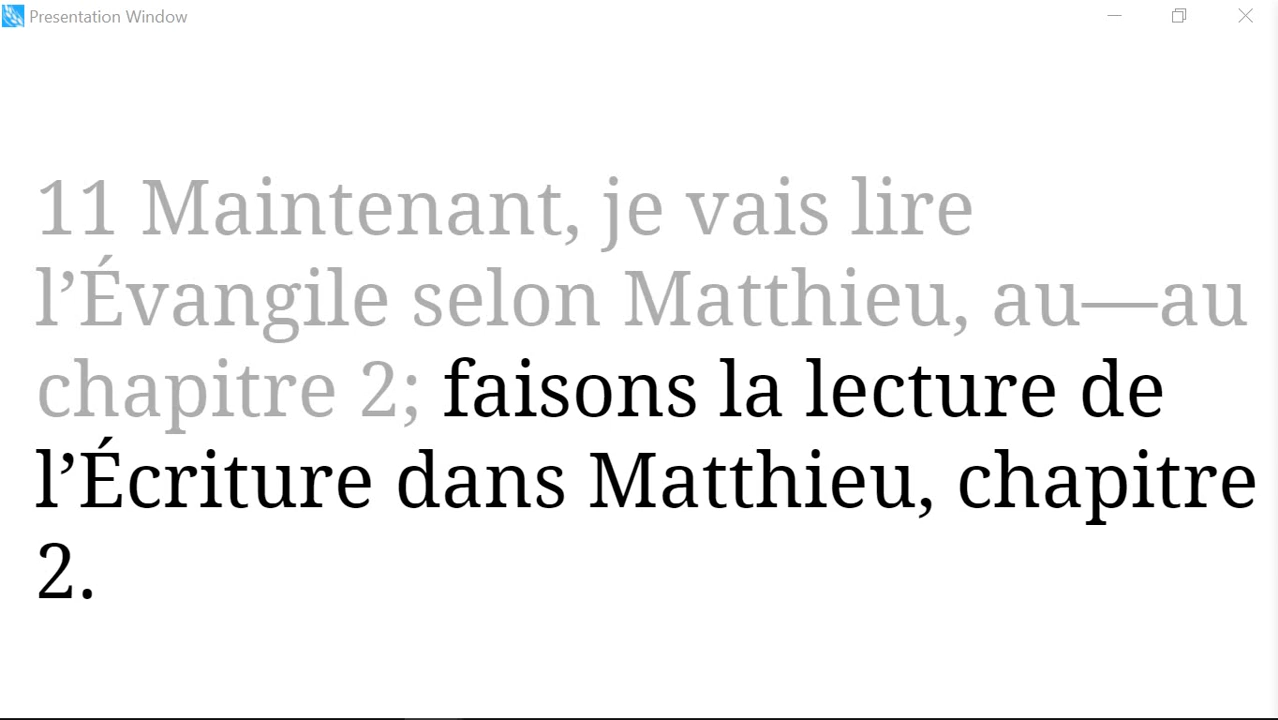 Presentation Window
11 Maintenant, je vais lire
l’Évangile selon Matthieu, au—au
chapitre 2; faisons la lecture de
l’Écriture dans Matthieu, chapitre
2.